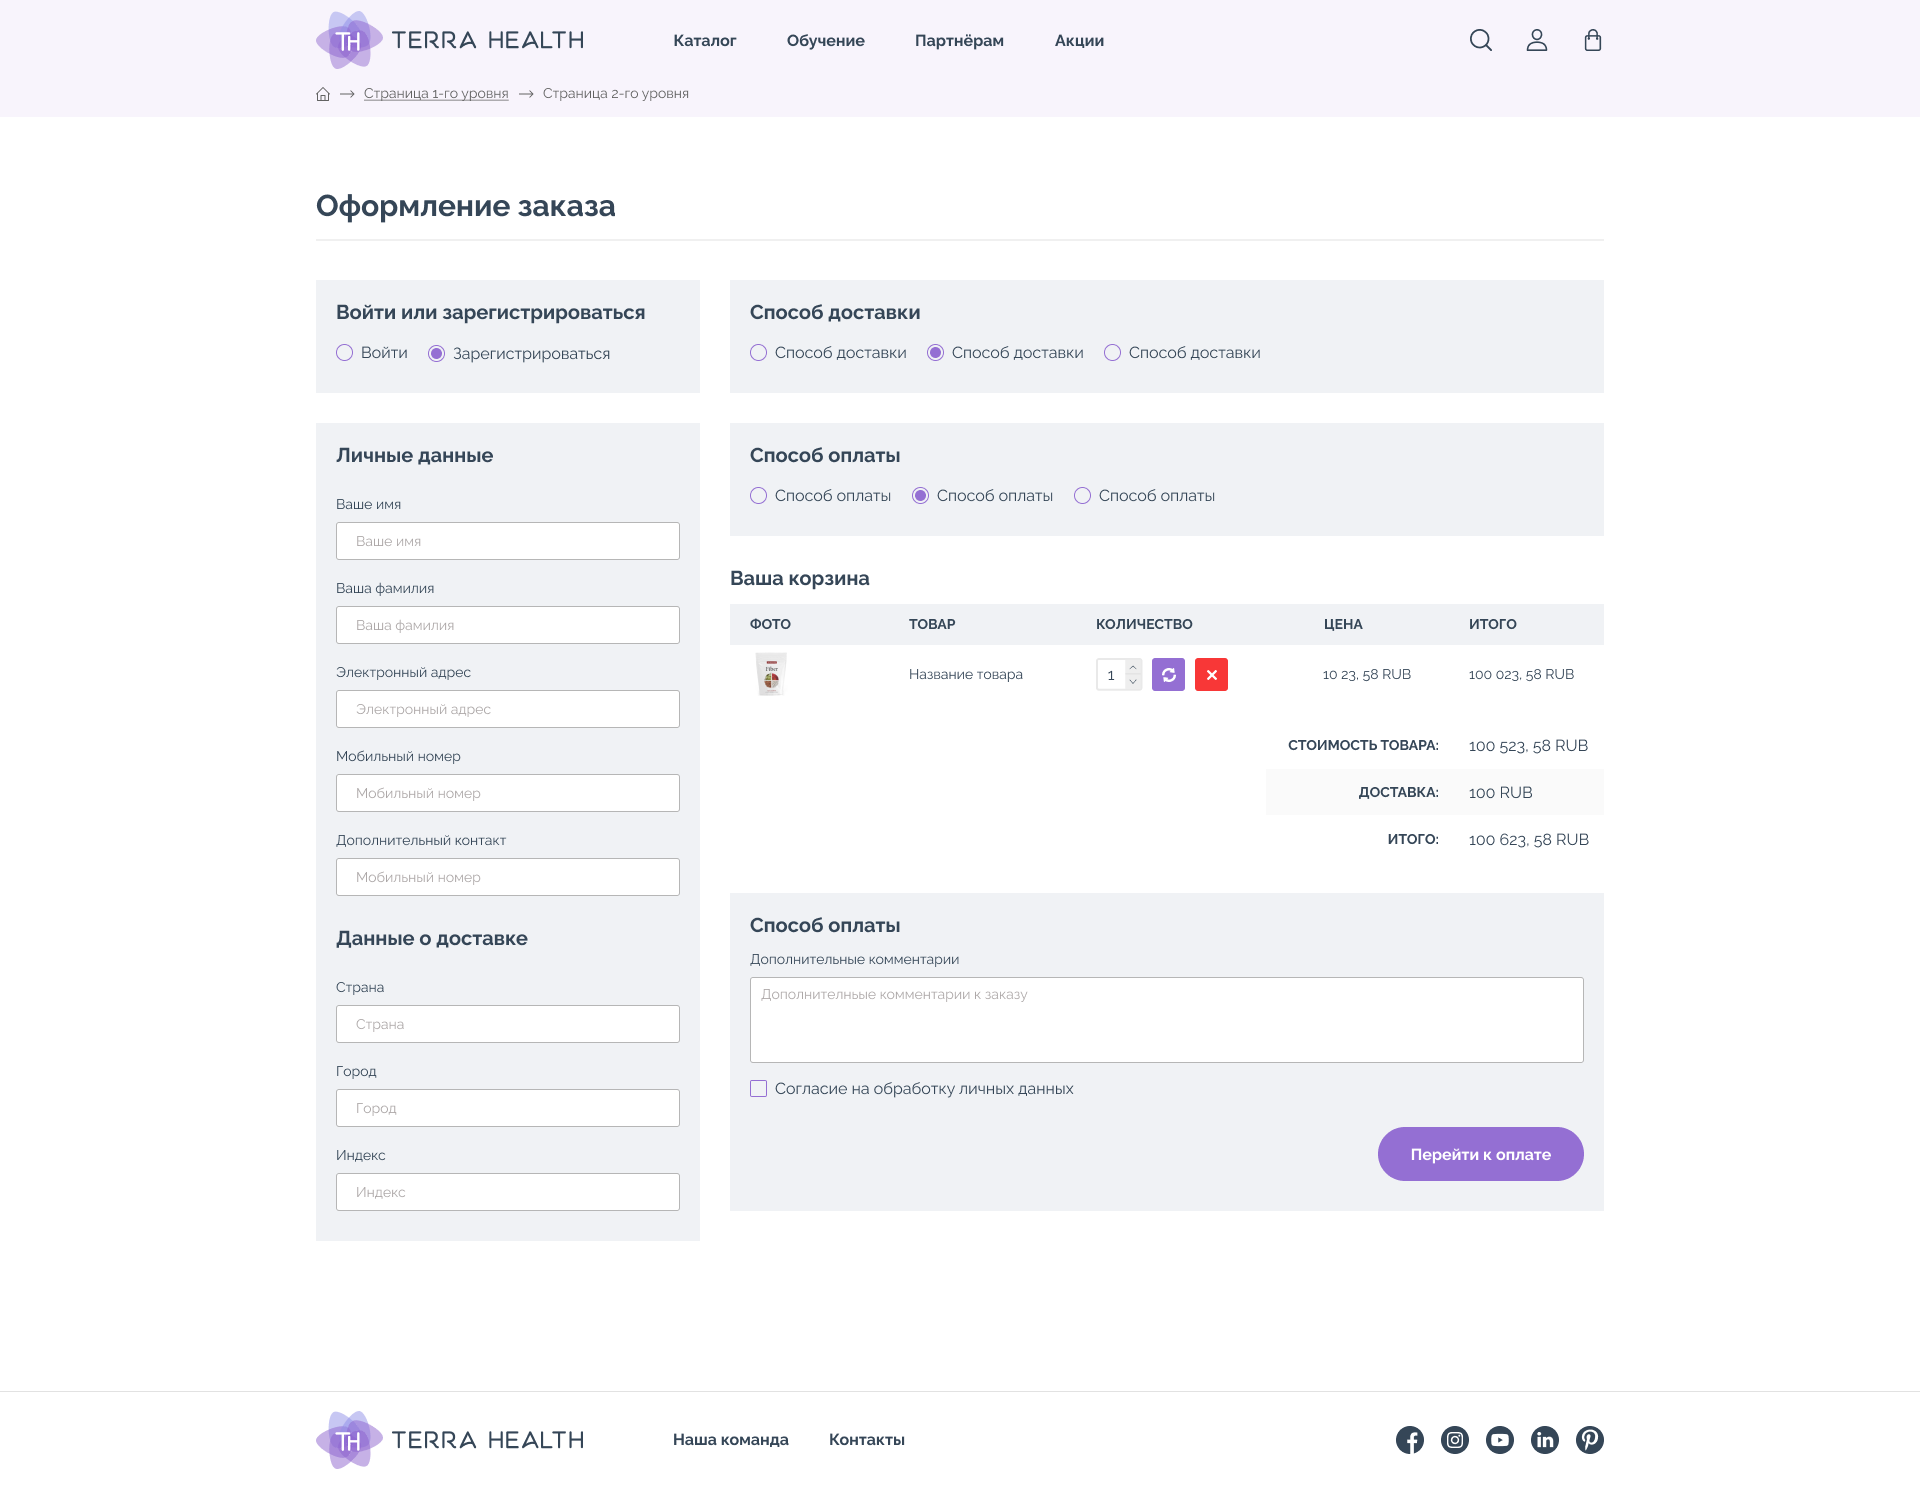 TH TERRA HEALTH
Каталог Обучение Партнёрам Акции
Страница 1-го уровня Страница 2-го уровня
Оформление заказа
Войти или зарегистрироваться
Войти Зарегистрироваться
Способ доставки
Способ доставки Способ доставки Способ доставки
Личные данные
Ваше имя
Ваше имя
Ваша фамилия
Ваша фамилия
Электронный адрес
Электронный адрес
Мобильный номер
Мобильный номер
Дополнительный контакт
Мобильный номер
Данные о доставке
Страна
Страна
Город
Город
Индекс
Индекс
Способ оплаты
Способ оплаты Способ оплаты Способ оплаты
Ваша корзина
ФОТО ТОВАР КОЛИЧЕСТВО ЦЕНА ИТОГО
Fiber
Название товара 1 10 23, 58 RUB 100 023, 58 RUB
СТОИМОСТЬ ТОВАРА: 100 523, 58 RUB
ДОСТАВКА: 100 RUB
ИТОГО: 100 623, 58 RUB
Способ оплаты
Дополнительные комментарии
Дополнителньые комментарии к заказу
Согласие на обработку личных данных
Перейти к оплате
TH TERRA HEALTH
Наша команда Контакты